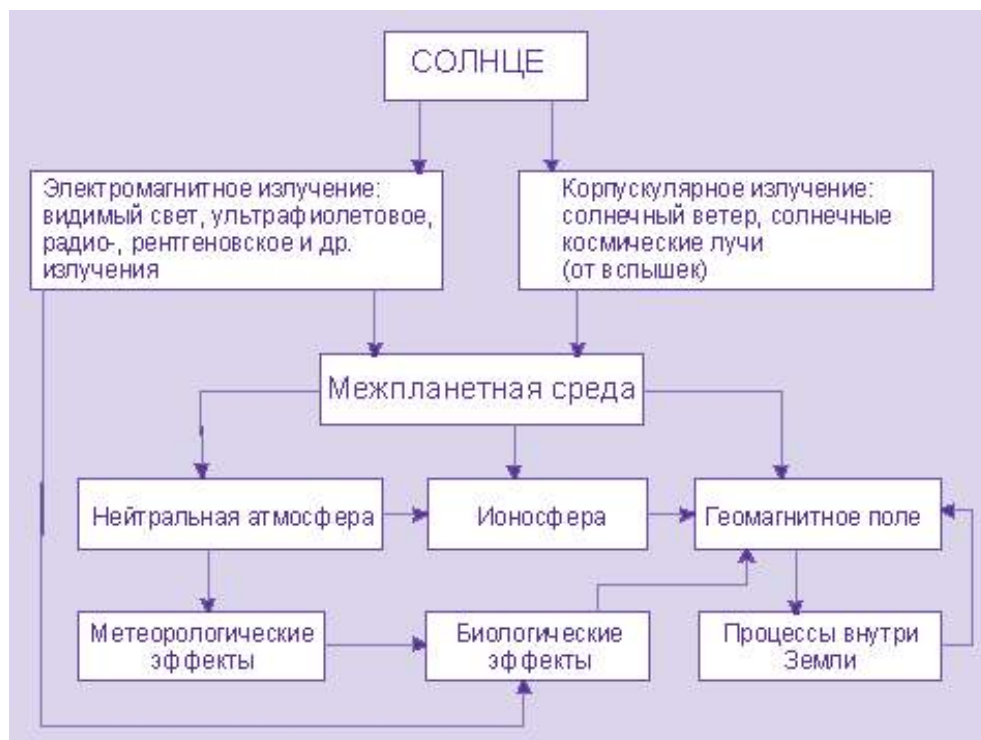 СОЛНЦЕ
Электромагнитное излучение:
видимый свет, ультрафиолетовое,
радио-, рентгеновское и др.
излучения
Корпускулярное излучение:
солнечный ветер, солнечные
космические лучи
(от вспышек)
Межпланетная среда
Нейтральная атмосфера
Ионосфера
Геомагнитное поле
Метеорологические
эффекты
Биологические
эффекты
Процессы внутри
Земли